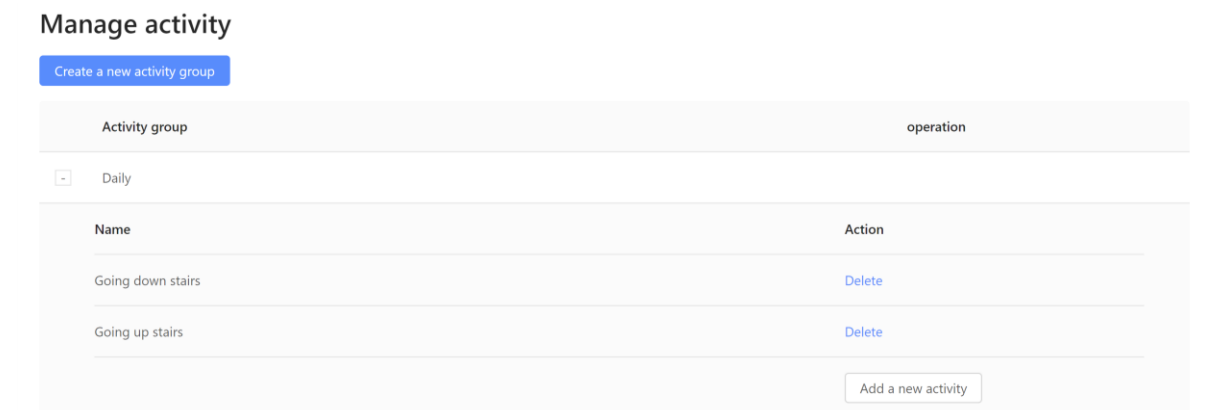 Manage activity
Create a new activity group
Activity group operation
- Daily
Name Action
Going down stairs Delete
Going up stairs Delete
Add a new activity